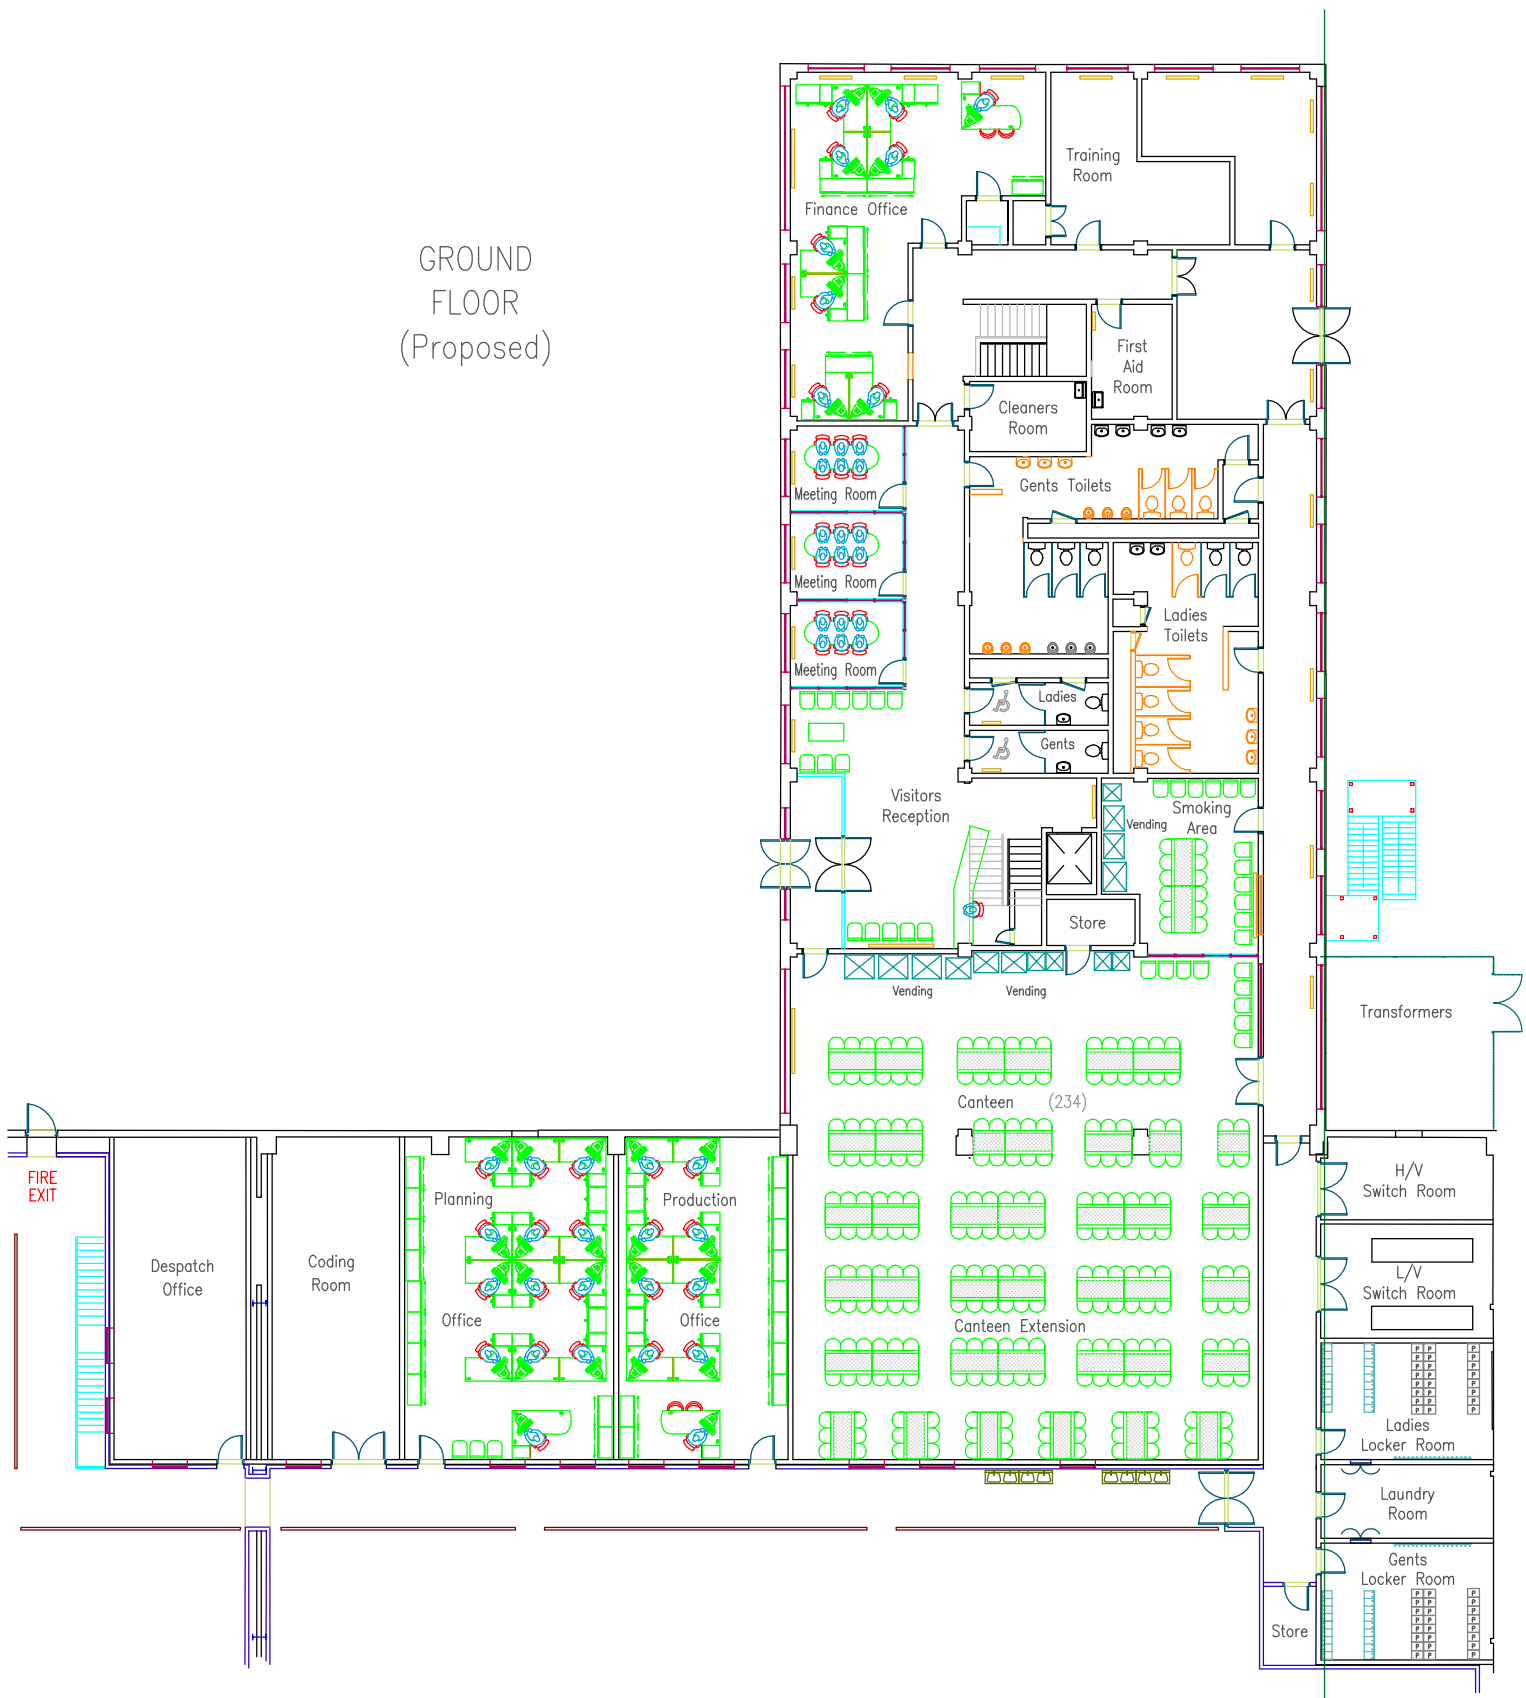 GROUND
FLOOR
(Proposed)
Training
Room
Finance Office
First
Aid
Room
Cleaners
Room
Gents Toilets
Meeting Room
Meeting Room
Meeting Room
Ladies
Toilets
Ladies
Gents
Visitors
Reception
Smoking
Area
Vending
Store
Vending
Vending
Transformers
Canteen (234)
FIRE
EXIT
Planning
Office
Production
Office
Despatch
Office
Coding
Room
Canteen Extension
H/V
Switch Room
L/V
Switch Room
Ladies
Locker Room
Laundry
Room
Gents
Locker Room
Store